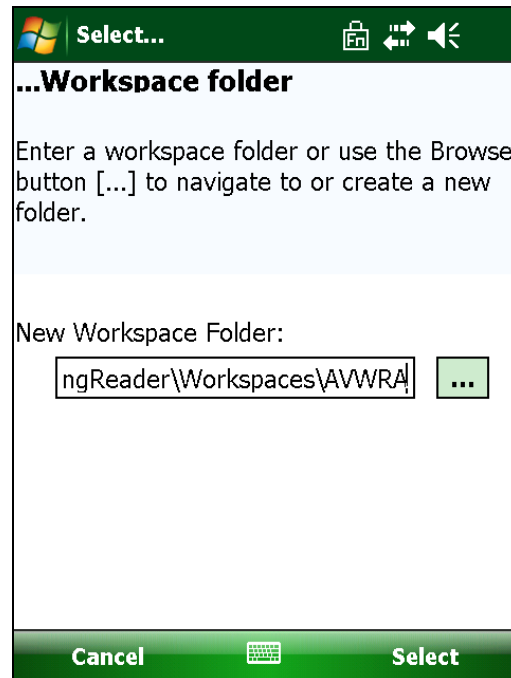 Select...
Fn
...Workspace folder
Enter a workspace folder or use the Browse
button [...] to navigate to or create a new
folder.
New Workspace Folder:
ngReader\Workspaces\AVWRA
...
Cancel
Select